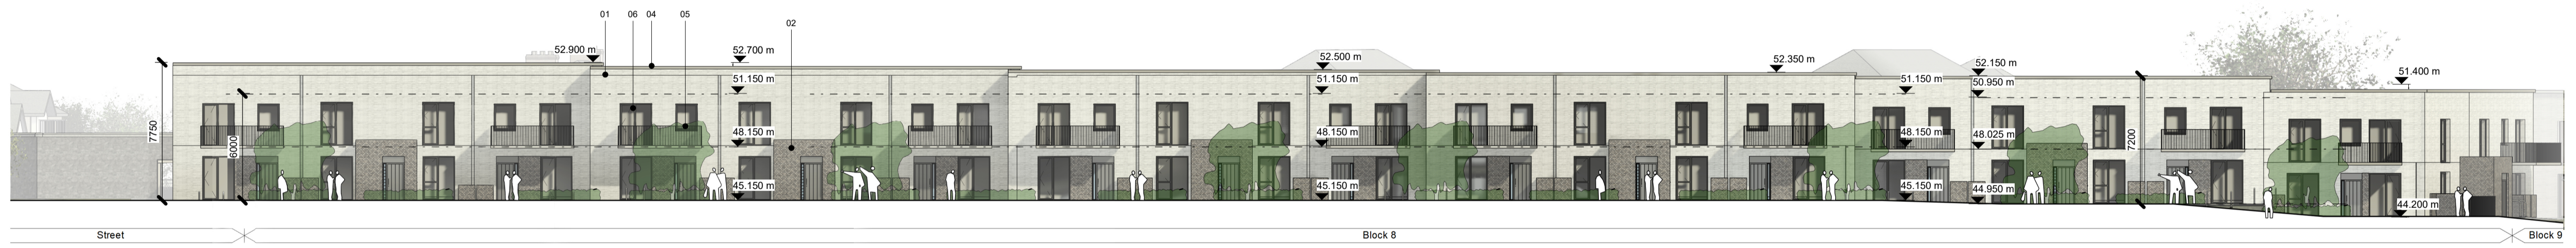 01 06 04 05 02
52.900 m 52.700 m 52.500 m 52.350 m 52.150 m 51.400 m
51.150 m 51.150 m 51.150 m 50.950 m
7750 6000 48.150 m 48.150 m 48.150 m 48.025 m 7200
45.150 m 45.150 m 45.150 m 44.950 m 44.200 m
Street Block 8 Block 9